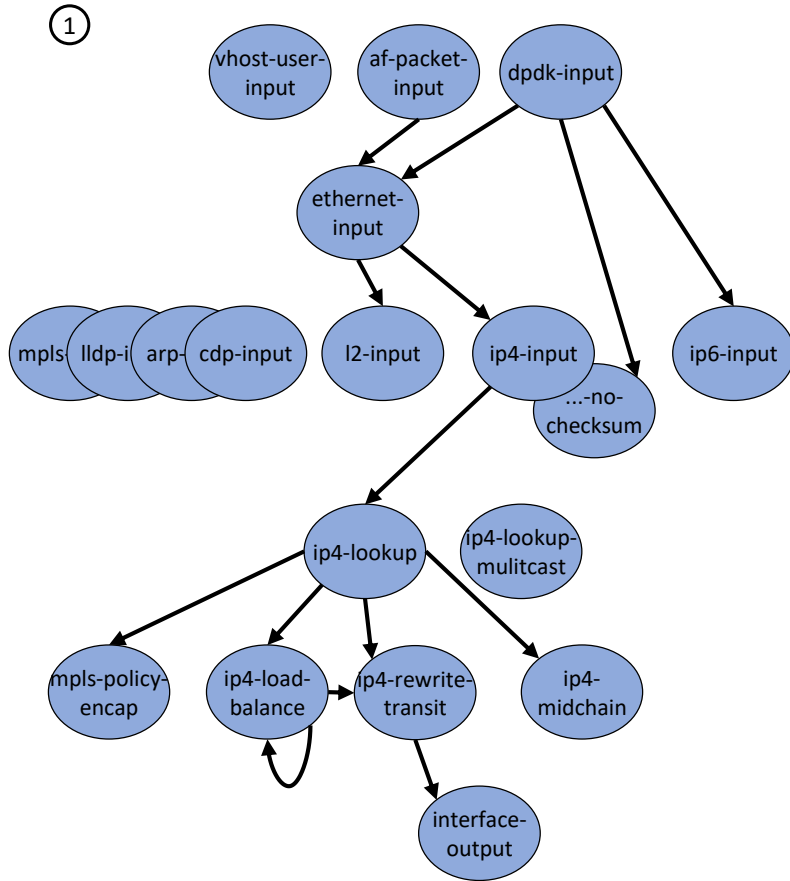 1
vhost-user-
input
af-packet-
input
dpdk-input
ethernet-
input
mpls-
lldp-i
arp-
cdp-input
l2-input
ip4-input
ip6-input
...-no-
checksum
ip4-lookup
ip4-lookup-
mulitcast
mpls-policy-
encap
ip4-load-
balance
ip4-rewrite-
transit
ip4-
midchain
interface-
output